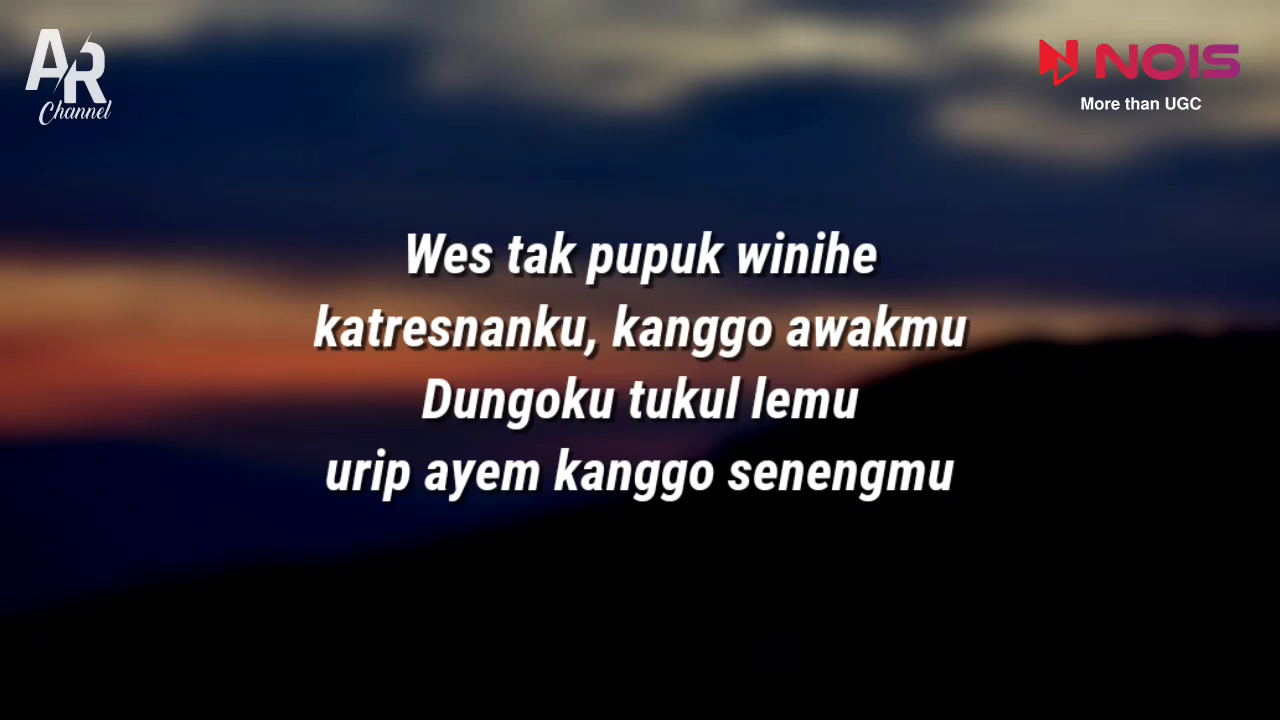 AR
Channel
NOIS
More than UGC
Wes tak pupuk winihe
katresnanku, kanggo awakmu
Dungoku tukul lemu
urip ayem kanggo senengmu